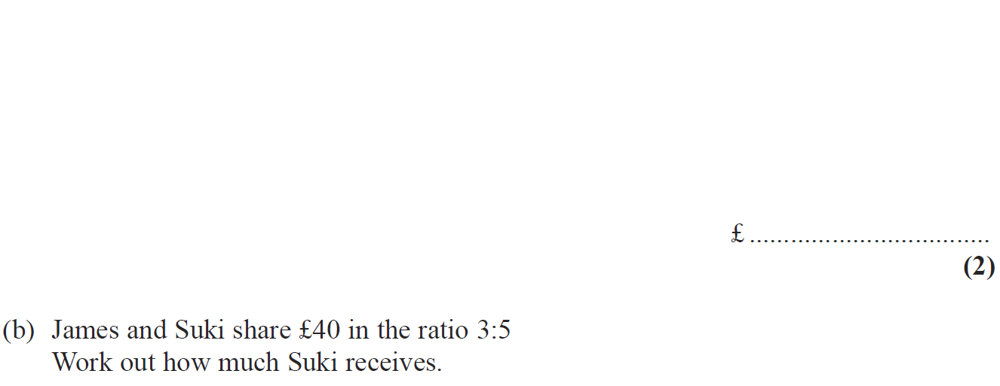 £ ..................................
(2)
(b) James and Suki share £40 in the ratio 3:5
Work out how much Suki receives.